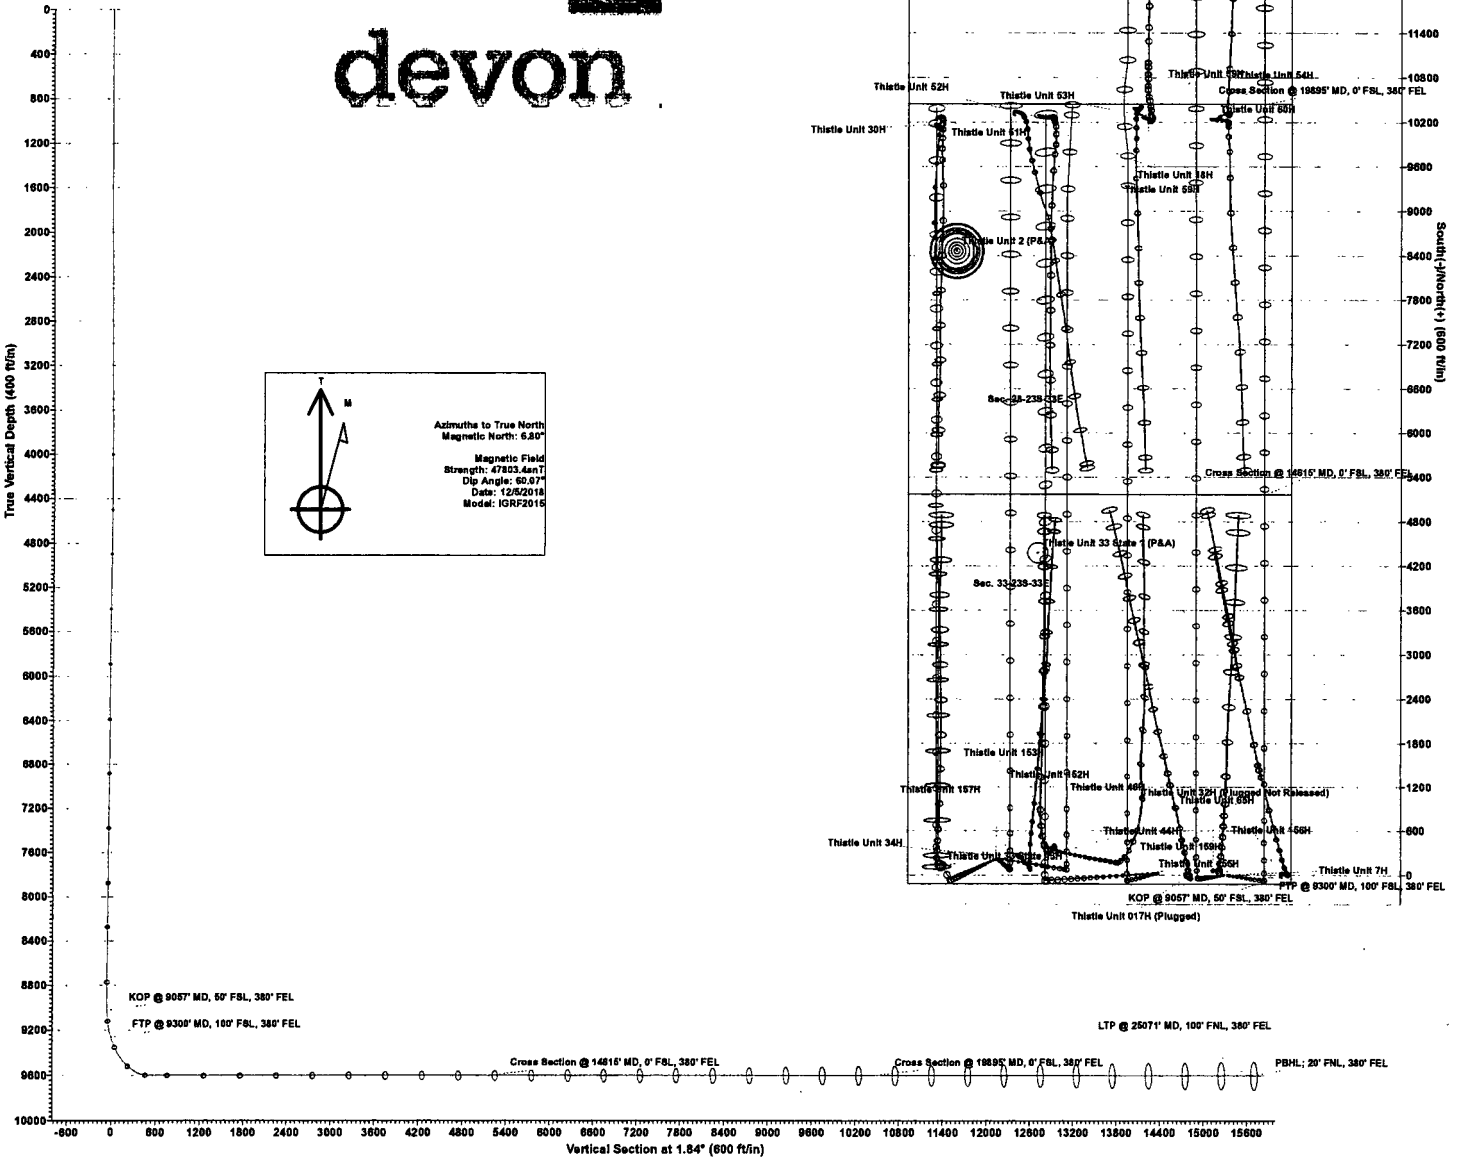 devon
True Vertical Depth (400 ft/in)
0
400
800
1200
1600
2000
2400
2800
3200
3600
4000
4400
4800
5200
5600
6000
6400
6800
7200
7600
8000
8400
8800
9200
9600
10000
T
M
Azimuths to True North
Magnetic North: 6.80°
Magnetic Field
Strength: 47803.4snT
Dip Angle: 60.07°
Date: 12/5/2018
Model: IGRF2015
KOP @ 9057' MD, 50' FSL, 380' FEL
FTP @ 9300' MD, 100' FSL, 380' FEL
Cross Section @ 14615' MD, 0' FSL, 380' FEL
Cross Section @ 19895' MD, 0' FSL, 380' FEL
LTP @ 25071' MD, 100' FNL, 380' FEL
PBHL; 20' FNL, 380' FEL
-600 0 600 1200 1800 2400 3000 3600 4200 4800 5400 6000 6600 7200 7800 8400 9000 9600 10200 10800 11400 12000 12600 13200 13800 14400 15000 15600
Vertical Section at 1.84° (600 ft/in)
Thistle Unit 52H
Thistle Unit 53H
Thistle Unit 54H
Cross Section @ 19895' MD, 0' FSL, 380' FEL
Thistle Unit 60H
Thistle Unit 30H
Thistle Unit 51H
Thistle Unit 59H
Thistle Unit 2 (P&A)
Sec. 28-23S-33E
Cross Section @ 14615' MD, 0' FSL, 380' FEL
Thistle Unit 33 State 1 (P&A)
Sec. 33-23S-33E
Thistle Unit 153H
Thistle Unit 152H
Thistle Unit 157H
Thistle Unit 32H (Plugged Not Released)
Thistle Unit 65H
Thistle Unit 44H
Thistle Unit 156H
Thistle Unit 34H
Thistle Unit 159H
Thistle Unit 7H
FTP @ 9300' MD, 100' FSL, 380' FEL
KOP @ 9057' MD, 50' FSL, 380' FEL
Thistle Unit 017H (Plugged)
11400
10800
10200
9600
9000
8400
7800
7200
6600
6000
5400
4800
4200
3600
3000
2400
1800
1200
600
0
South(-)/North(+) (600 ft/in)